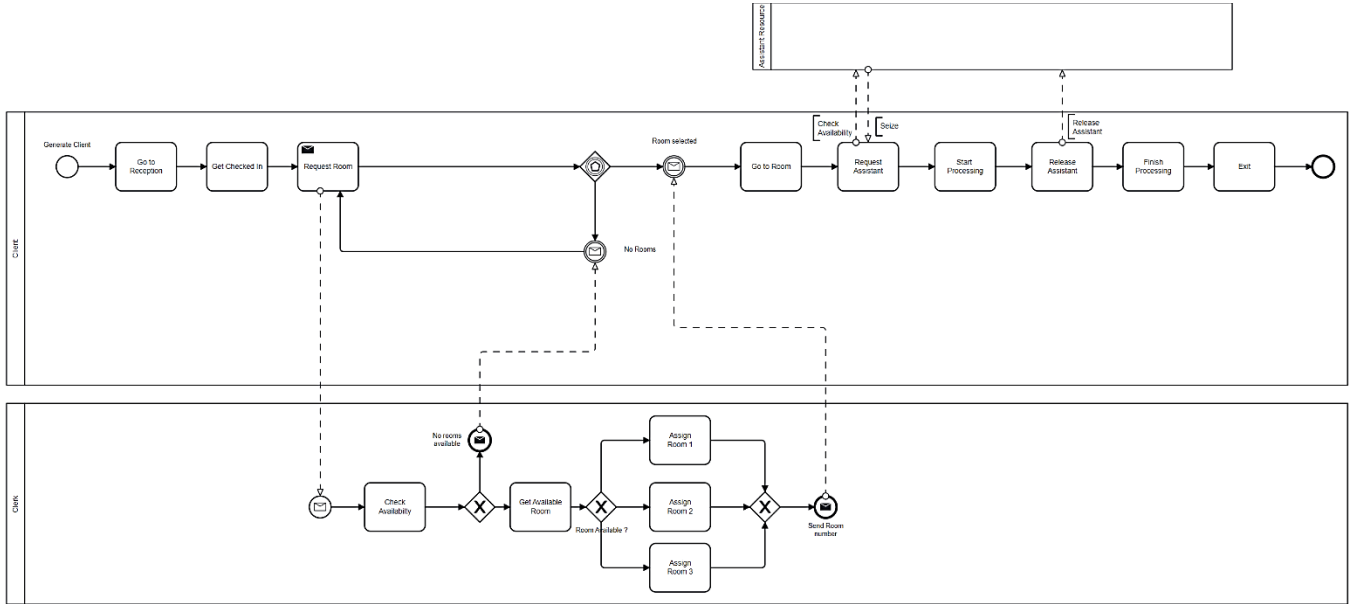 Assistant Resource
Client
Generate Client
Go to
Reception
Get Checked In
Request Room
Room selected
No Rooms
Go to Room
Check
Availability
Seize
Request
Assistant
Start
Processing
Release
Assistant
Release
Assistant
Finish
Processing
Exit
Clerk
No rooms
available
Check
Availabilty
Get Available
Room
Room Available ?
Assign
Room 1
Assign
Room 2
Assign
Room 3
Send Room
number